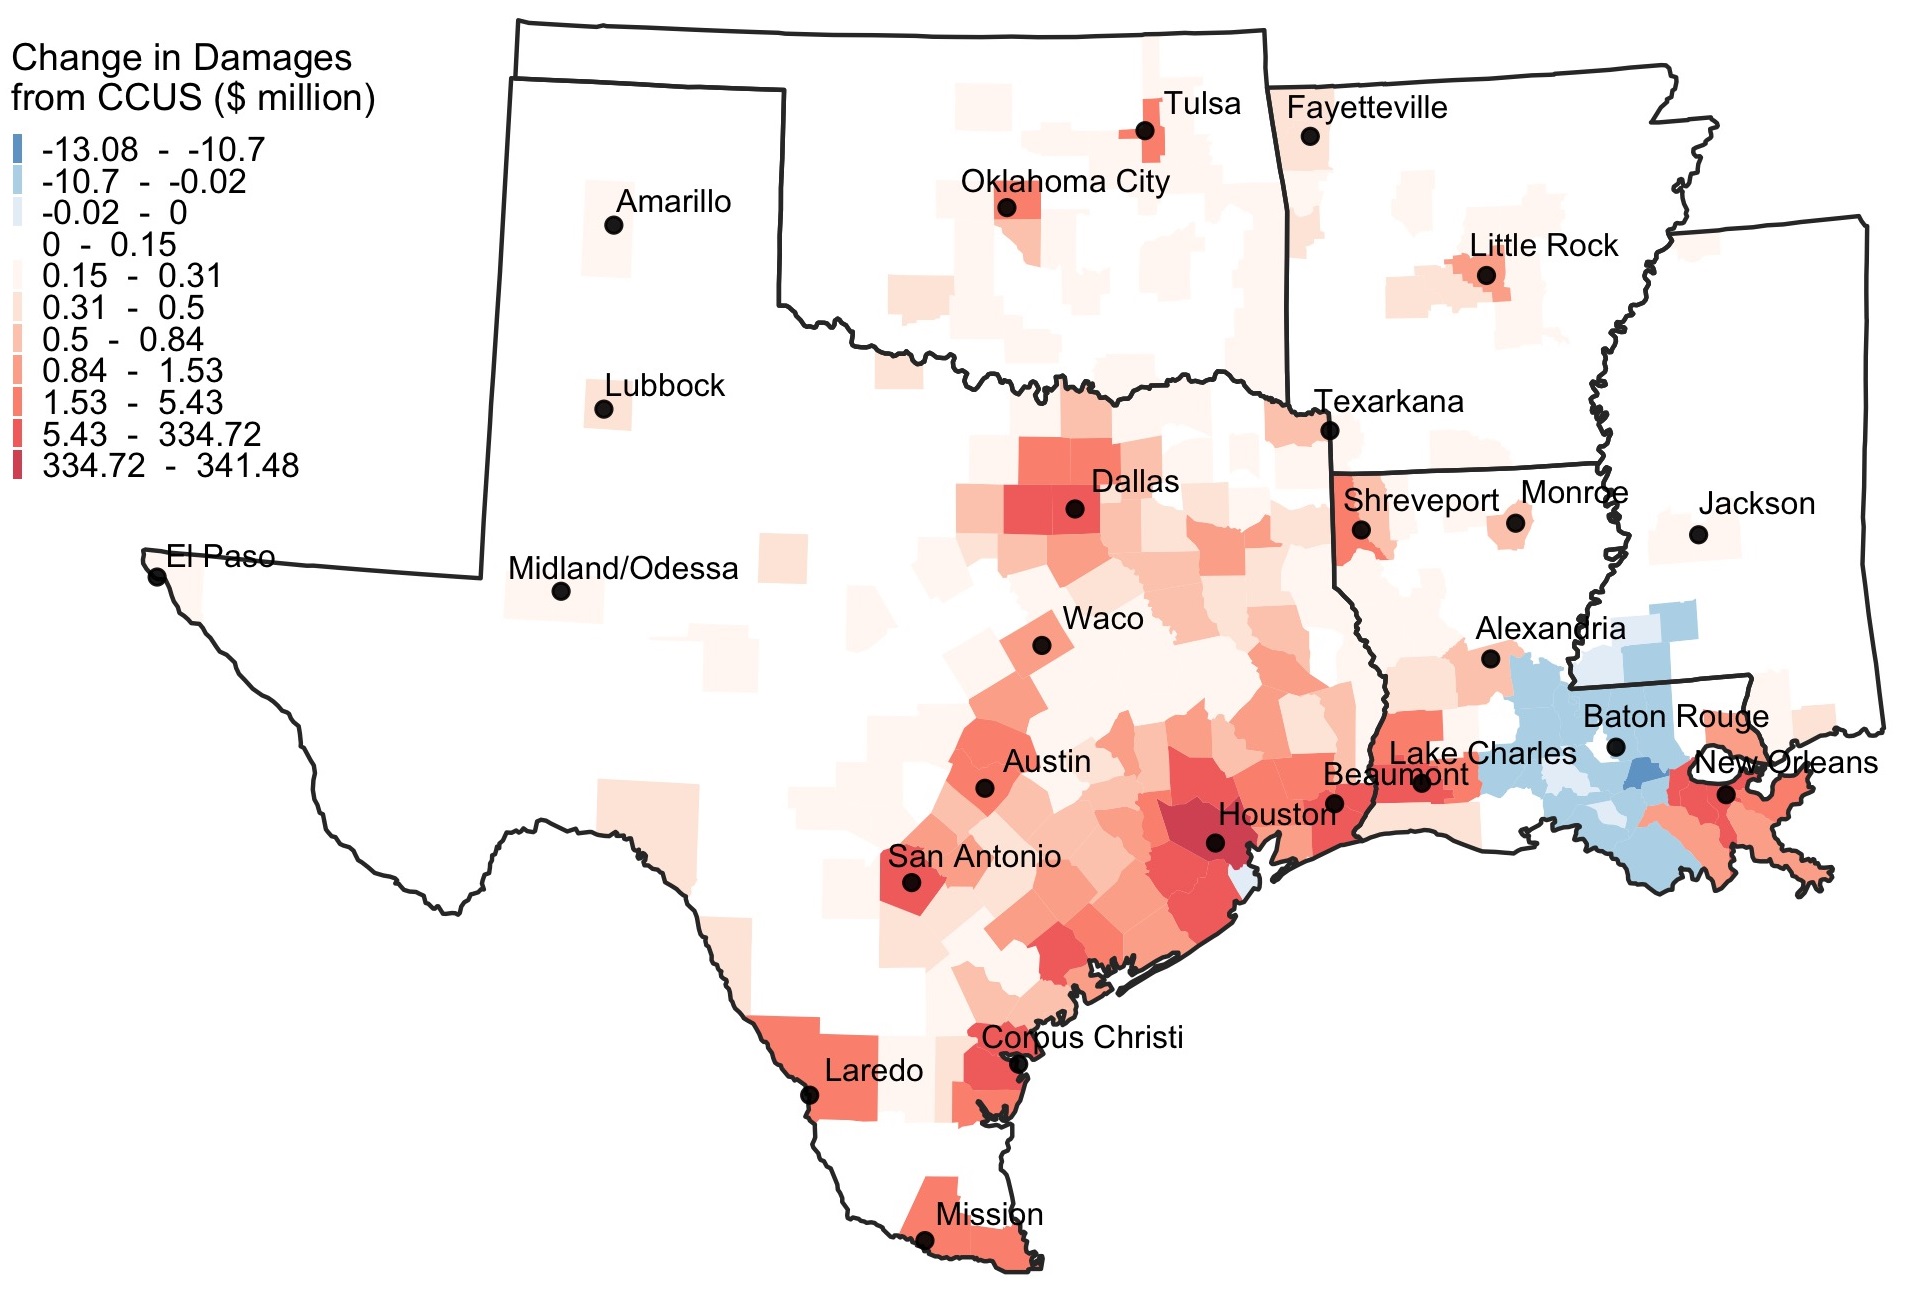 Change in Damages
from CCUS ($ million)
-13.08 - -10.7
-10.7 - -0.02
-0.02 - 0
0 - 0.15
0.15 - 0.31
0.31 - 0.5
0.5 - 0.84
0.84 - 1.53
1.53 - 5.43
5.43 - 334.72
334.72 - 341.48
Tulsa
Fayetteville
Oklahoma City
Amarillo
Little Rock
Lubbock
Texarkana
Dallas
Shreveport
Monroe
Jackson
El Paso
Midland/Odessa
Waco
Alexandria
Baton Rouge
Austin
Lake Charles
New Orleans
Beaumont
Houston
San Antonio
Corpus Christi
Laredo
Mission